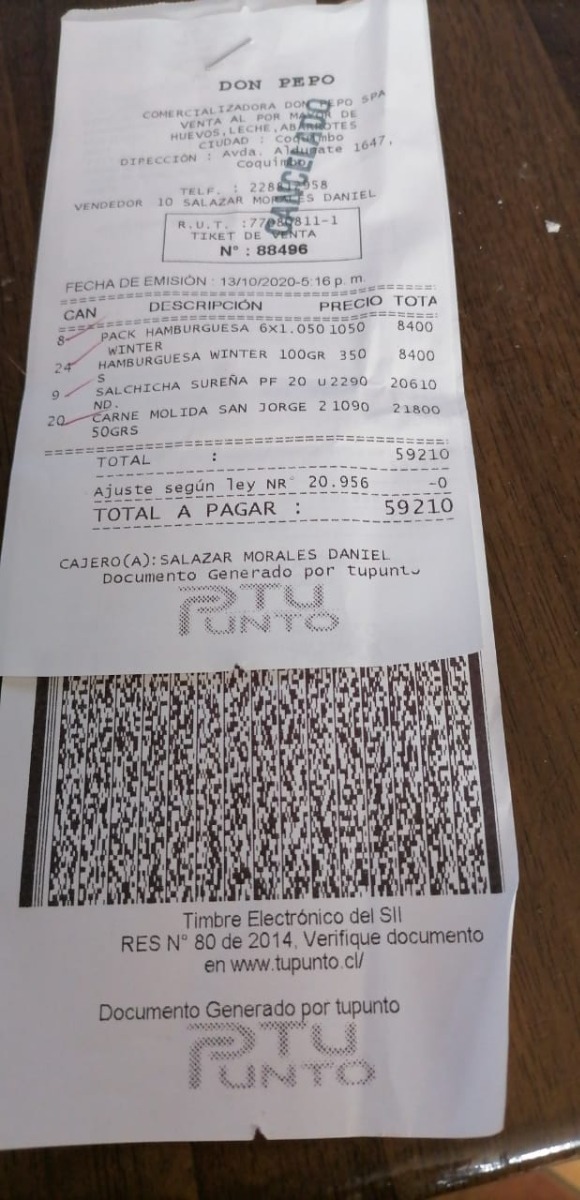 DON PEPO
COMERCIALIZADORA DON PEPO SPA
VENTA AL POR MAYOR DE
HUEVOS, LECHE, ABARROTES
CIUDAD : Coquimbo
DIPECCIÓN : Avda. Aldunate 1647,
Coquimbo
TELF. :
VENDEDOR 10 SALAZAR MORALES DANIEL
CANCELADO
R.U.T. :
TIKET DE VENTA
N° : 88496
FECHA DE EMISIÓN : 13/10/2020-5:16 p. m.
CAN DESCRIPCIÓN PRECIO TOTA
8 PACK HAMBURGUESA 6X1.050 1050 8400
WINTER
24 HAMBURGUESA WINTER 100GR 350 8400
S
9 SALCHICHA SUREÑA PF 20 U 2290 20610
ND.
20 CARNE MOLIDA SAN JORGE 2 1090 21800
50GRS
TOTAL : 59210
Ajuste según ley NR° 20.956 -0
TOTAL A PAGAR : 59210
CAJERO(A): SALAZAR MORALES DANIEL
Documento Generado por tupunto
TU
PUNTO
Timbre Electrónico del SII
RES N° 80 de 2014, Verifique documento
en www.tupunto.cl/
Documento Generado por tupunto
TU
PUNTO